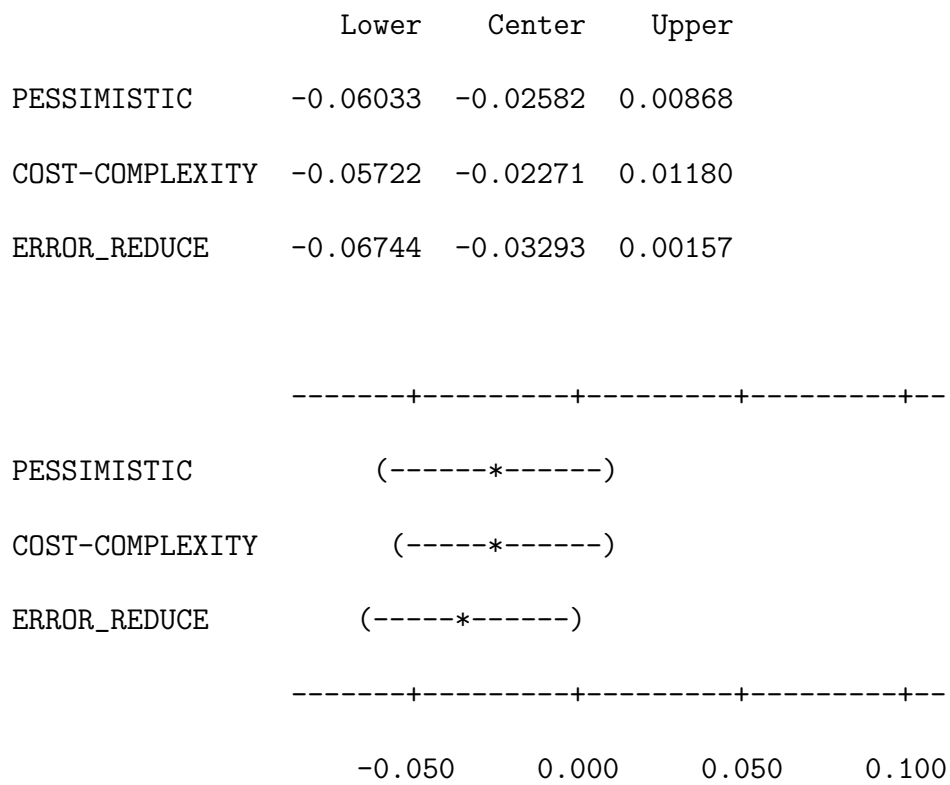 Lower Center Upper
PESSIMISTIC -0.06033 -0.02582 0.00868
COST-COMPLEXITY -0.05722 -0.02271 0.01180
ERROR_REDUCE -0.06744 -0.03293 0.00157
-------+---------+---------+---------+--
PESSIMISTIC (------*------)
COST-COMPLEXITY (-----*------)
ERROR_REDUCE (-----*------)
-------+---------+---------+---------+--
-0.050 0.000 0.050 0.100